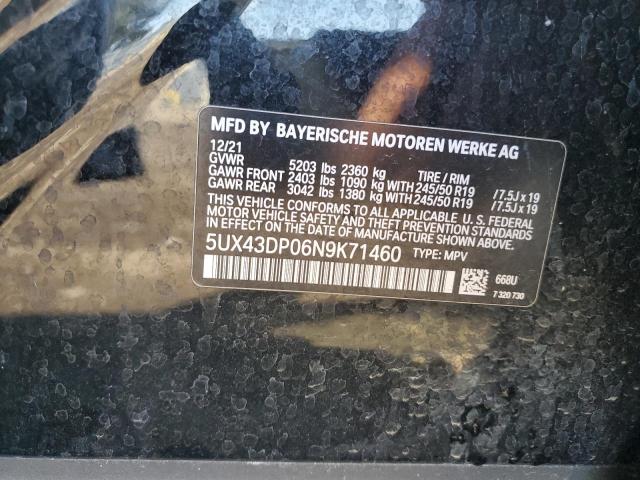 MFD BY BAYERISCHE MOTOREN WERKE AG
12/21
GVWR 5203 lbs 2360 kg TIRE / RIM
GAWR FRONT 2403 lbs 1090 kg WITH 245/50 R19 /7.5J x 19
GAWR REAR 3042 lbs 1380 kg WITH 245/50 R19 /7.5J x 19
THIS VEHICLE CONFORMS TO ALL APPLICABLE U.S. FEDERAL
MOTOR VEHICLE SAFETY AND THEFT PREVENTION STANDARDS
IN EFFECT ON THE DATE OF MANUFACTURE SHOWN ABOVE.
5UX43DP06N9K71460 TYPE: MPV
668U
7 320 730